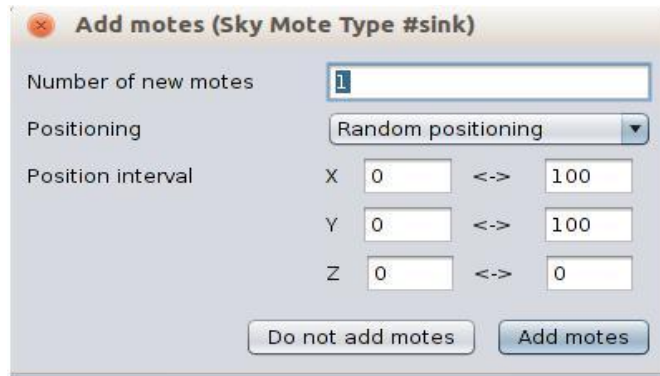 Add motes (Sky Mote Type #sink)
Number of new motes 1
Positioning Random positioning
Position interval X 0 <-> 100
Y 0 <-> 100
Z 0 <-> 0
Do not add motes Add motes